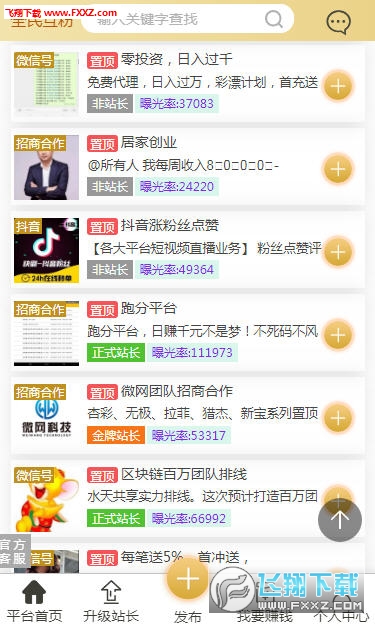 飞翔下载
www.FXXZ.com
全民互粉
输入关键字查找
微信号
置顶 零投资，日入过千
免费代理，日入过万，彩漂计划，首充送
非站长 曝光率:37083
招商合作
置顶 居家创业
@所有人 我每周收入8□0□0□0□-
非站长 曝光率:24220
抖音
快刷-抖音粉丝
24h在线秒单
置顶 抖音涨粉丝点赞
【各大平台短视频直播业务】 粉丝点赞评
非站长 曝光率:49364
招商合作
置顶 跑分平台
跑分平台，日赚千元不是梦！不死码不风
正式站长 曝光率:111973
招商合作
微网科技
WEIWANG KEJI
置顶 微网团队招商合作
杏彩、无极、拉菲、猎杰、新宝系列置顶
金牌站长 曝光率:53317
微信号
置顶 区块链百万团队排线
水天共享实力排线。这次预计打造百万团
正式站长 曝光率:66992
官方
客服
微信号
置顶 每笔送5%，首冲送，
平台首页
升级站长
发布
我要赚钱
个人中心
飞翔下载
WWW.FXXZ.COM